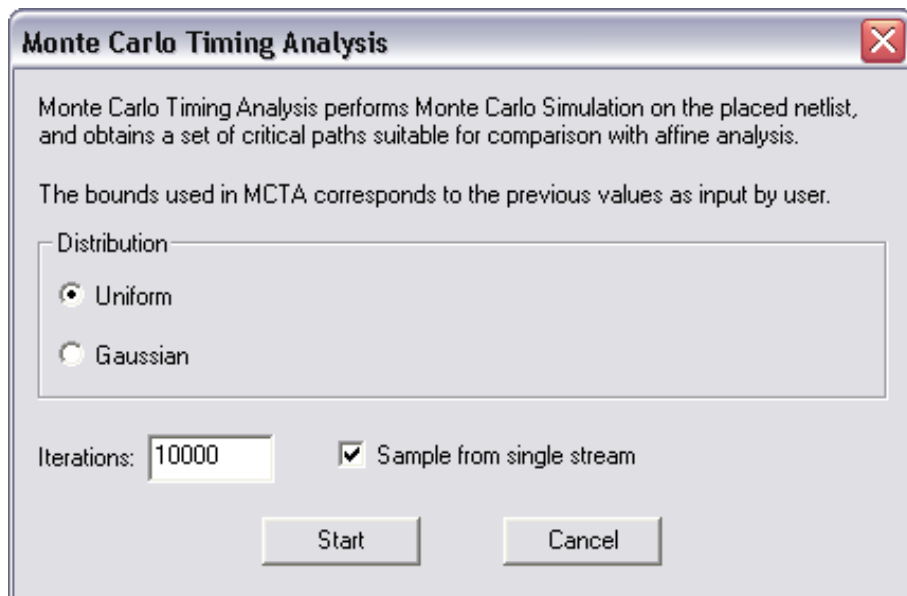 Monte Carlo Timing Analysis
Monte Carlo Timing Analysis performs Monte Carlo Simulation on the placed netlist,
and obtains a set of critical paths suitable for comparison with affine analysis.
The bounds used in MCTA corresponds to the previous values as input by user.
Distribution
Uniform
Gaussian
Iterations: 10000 Sample from single stream
Start Cancel